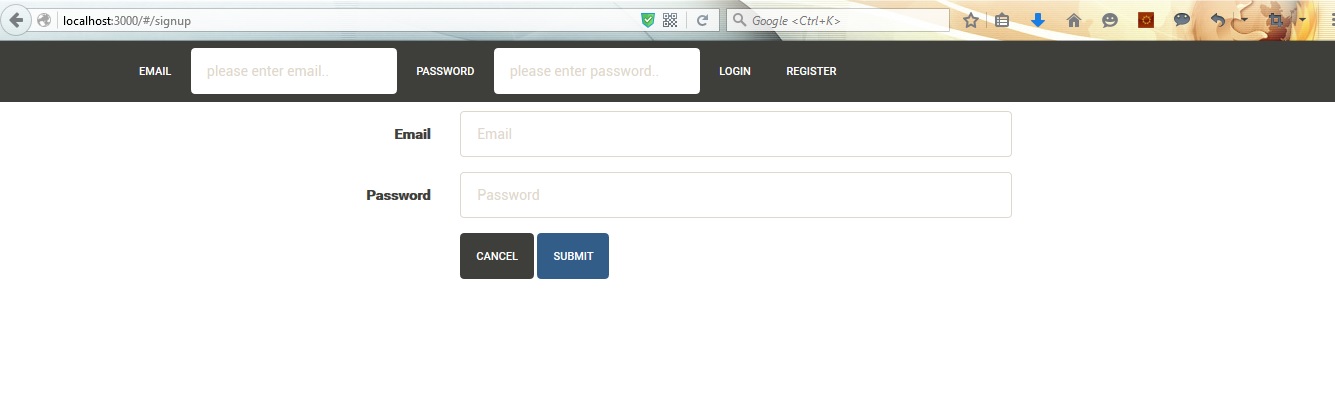 localhost:3000/#/signup Google <Ctrl+K>
EMAIL please enter email.. PASSWORD please enter password.. LOGIN REGISTER
Email Email
Password Password
CANCEL SUBMIT